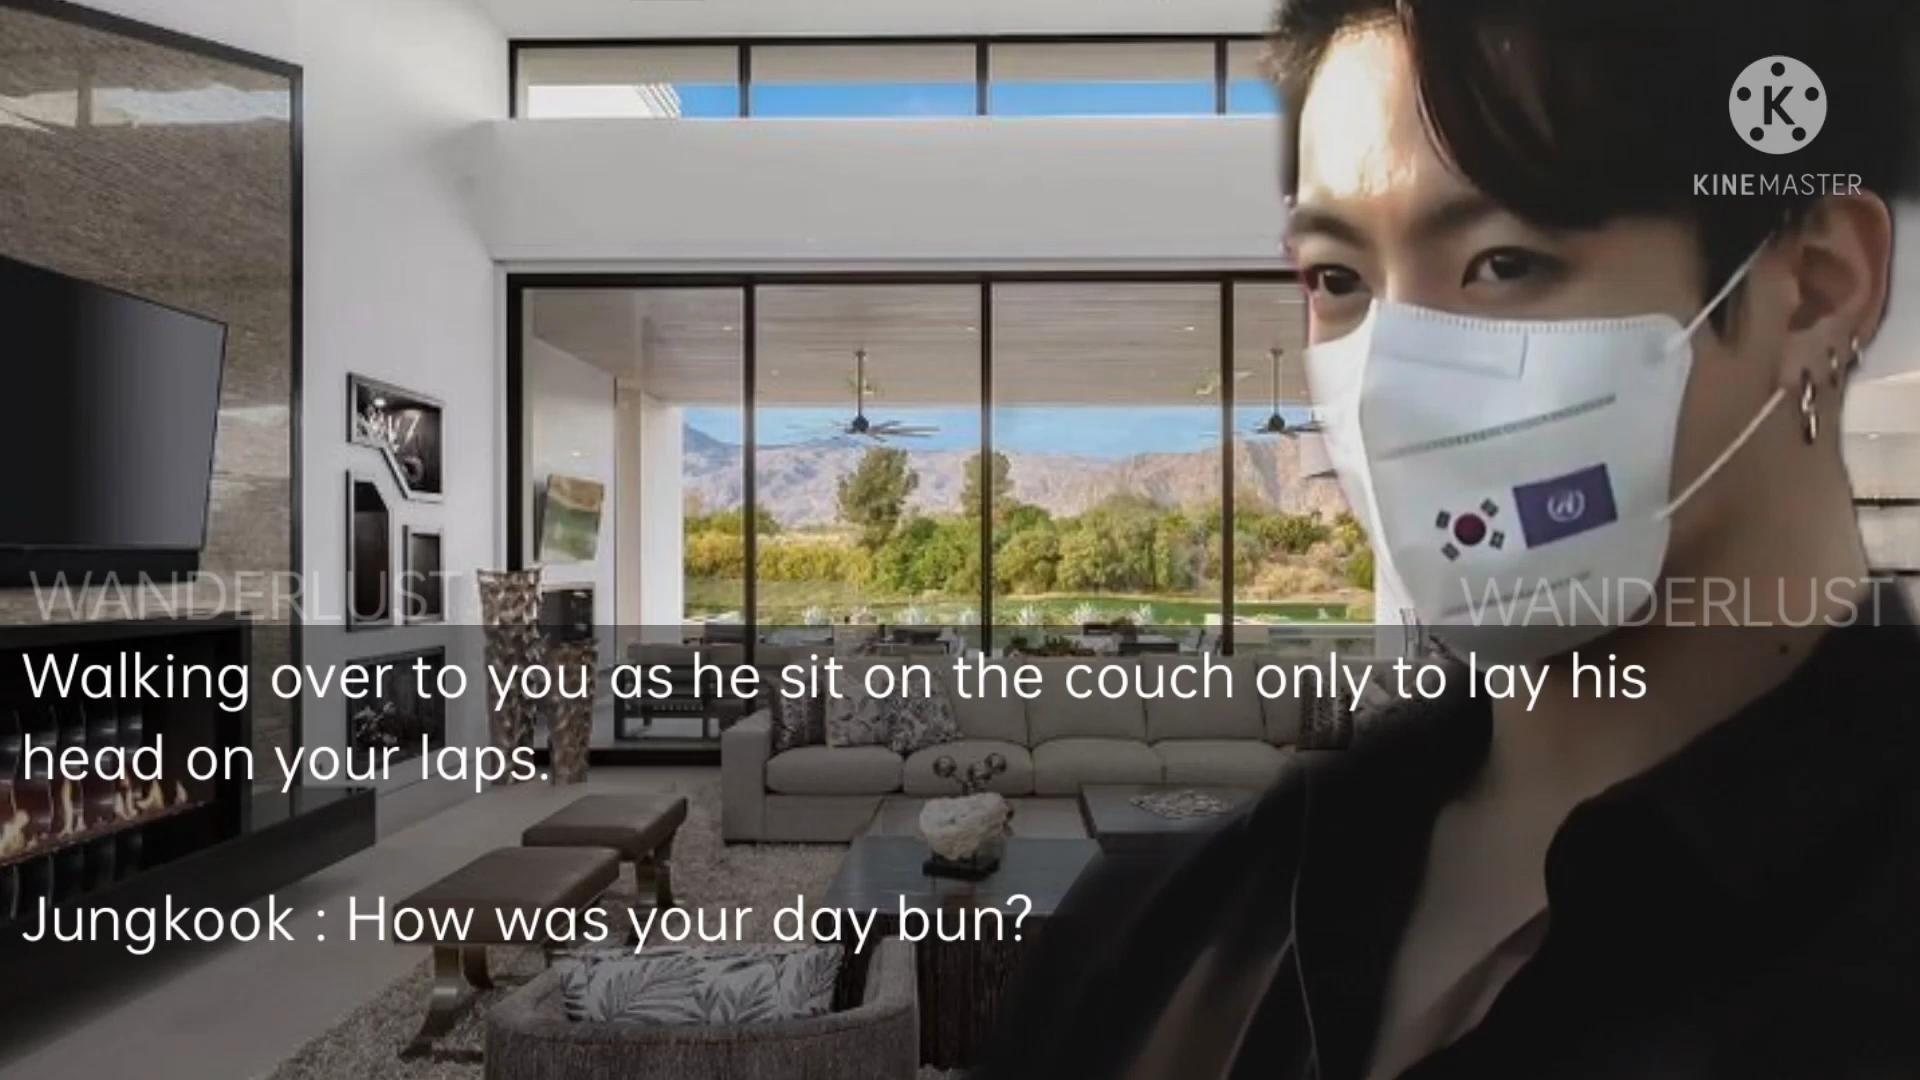 KINEMASTER
WANDERLUST
WANDERLUST
Walking over to you as he sit on the couch only to lay his
head on your laps.
Jungkook : How was your day bun?